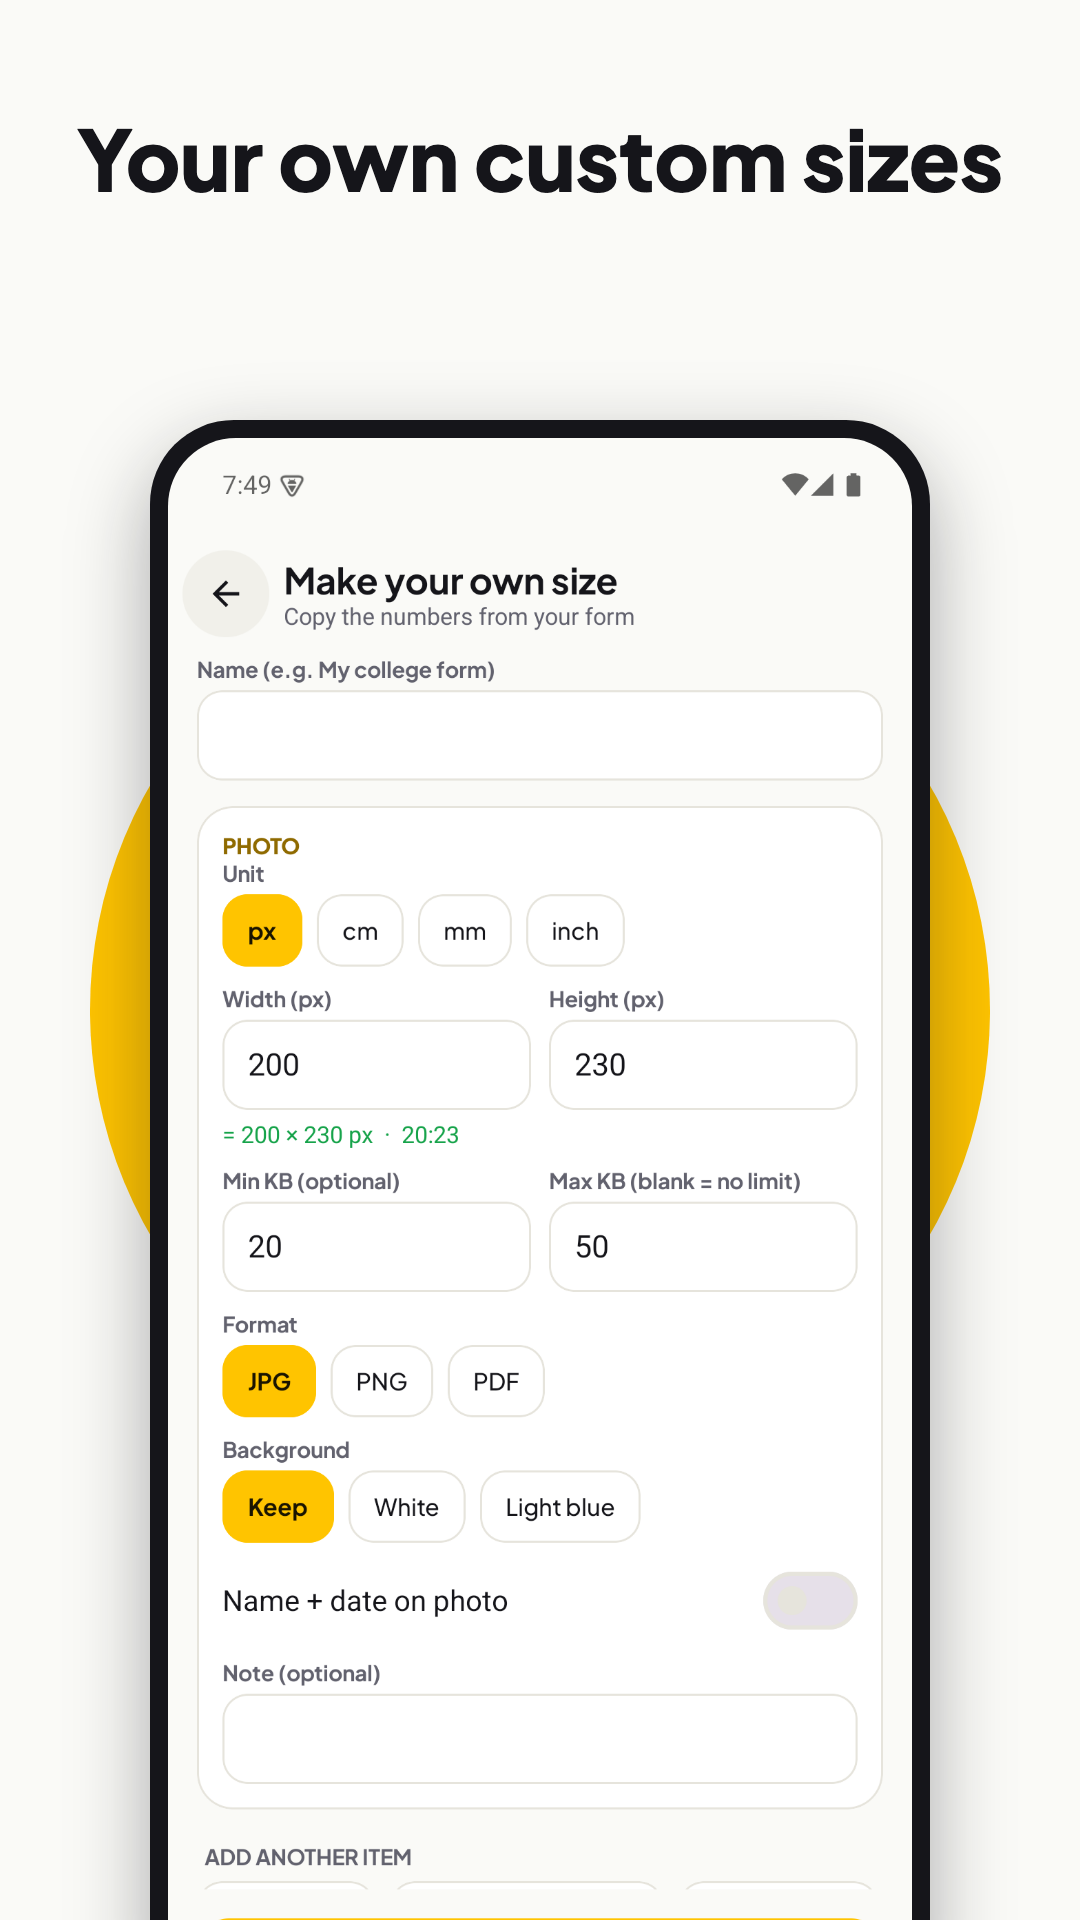 Your own custom sizes
7:49
Make your own size
Copy the numbers from your form
Name (e.g. My college form)
PHOTO
Unit
px cm mm inch
Width (px) Height (px)
200 230
= 200 × 230 px · 20:23
Min KB (optional) Max KB (blank = no limit)
20 50
Format
JPG PNG PDF
Background
Keep White Light blue
Name + date on photo
Note (optional)
ADD ANOTHER ITEM